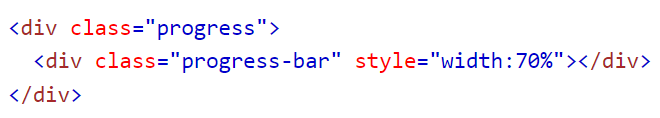 <div class="progress">
  <div class="progress-bar" style="width:70%"></div>
</div>